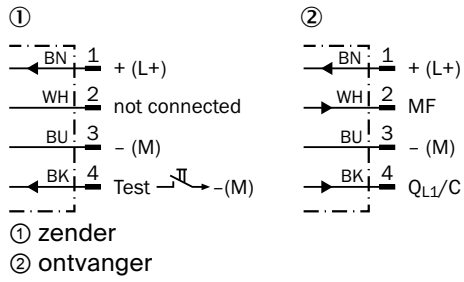 ① ②
BN 1 + (L+) BN 1 + (L+)
WH 2 not connected WH 2 MF
BU 3 – (M) BU 3 – (M)
BK 4 Test –(M) BK 4 QL1/C
① zender
② ontvanger